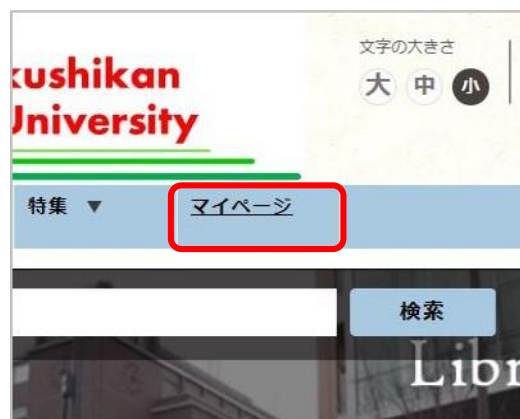 kushikan
University
文字の大きさ
大 中 小
特集 ▼ マイページ
検索
Libr